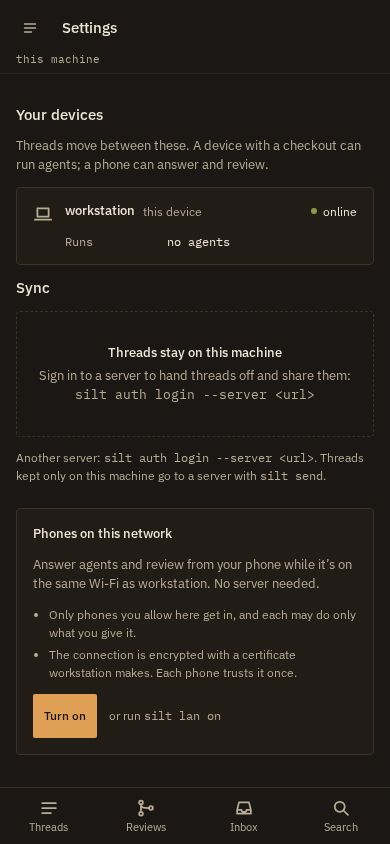 Settings
this machine
Your devices
Threads move between these. A device with a checkout can
run agents; a phone can answer and review.
workstation this device online
Runs no agents
Sync
Threads stay on this machine
Sign in to a server to hand threads off and share them:
silt auth login --server <url>
Another server: silt auth login --server <url>. Threads
kept only on this machine go to a server with silt send.
Phones on this network
Answer agents and review from your phone while it’s on
the same Wi-Fi as workstation. No server needed.
• Only phones you allow here get in, and each may do only
what you give it.
• The connection is encrypted with a certificate
workstation makes. Each phone trusts it once.
Turn on or run silt lan on
Threads Reviews Inbox Search